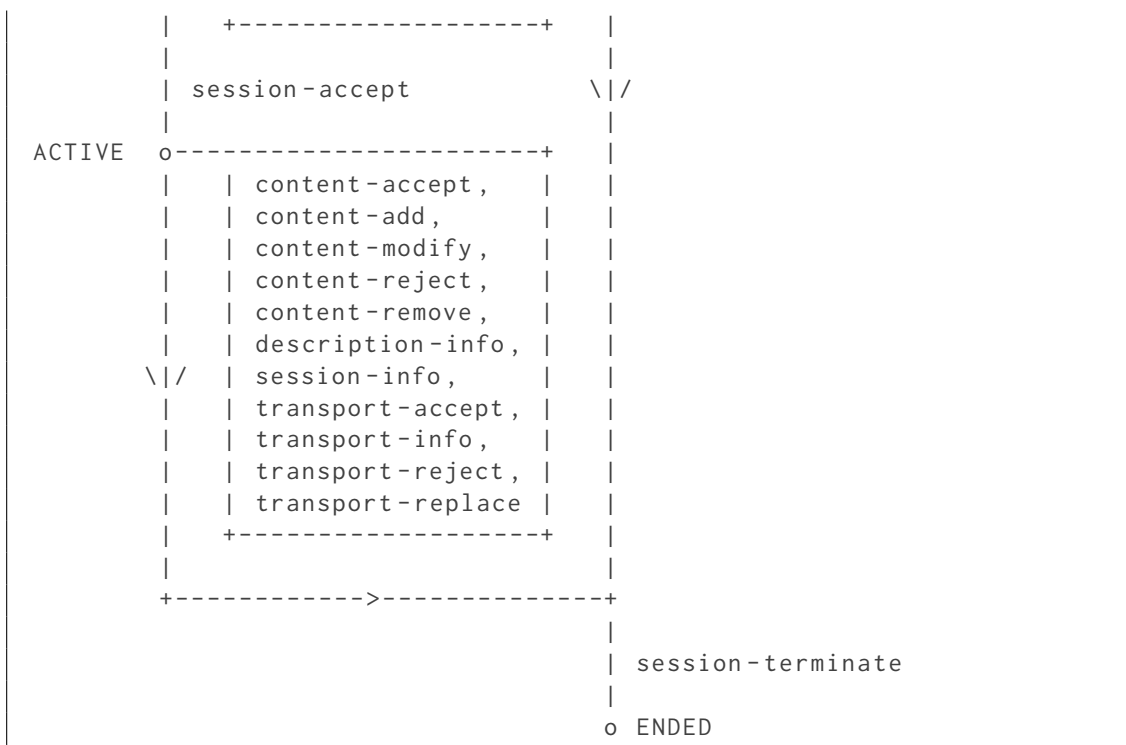 |   +-------------------+   |
          |                           |
          | session-accept           \|/
          |                           |
  ACTIVE  o-----------------------+   |
          |   | content-accept,   |   |
          |   | content-add,      |   |
          |   | content-modify,   |   |
          |   | content-reject,   |   |
          |   | content-remove,   |   |
          |   | description-info, |   |
         \|/  | session-info,     |   |
          |   | transport-accept, |   |
          |   | transport-info,   |   |
          |   | transport-reject, |   |
          |   | transport-replace |   |
          |   +-------------------+   |
          |                           |
          +------------>--------------+
                                      |
                                      | session-terminate
                                      |
                                      o ENDED